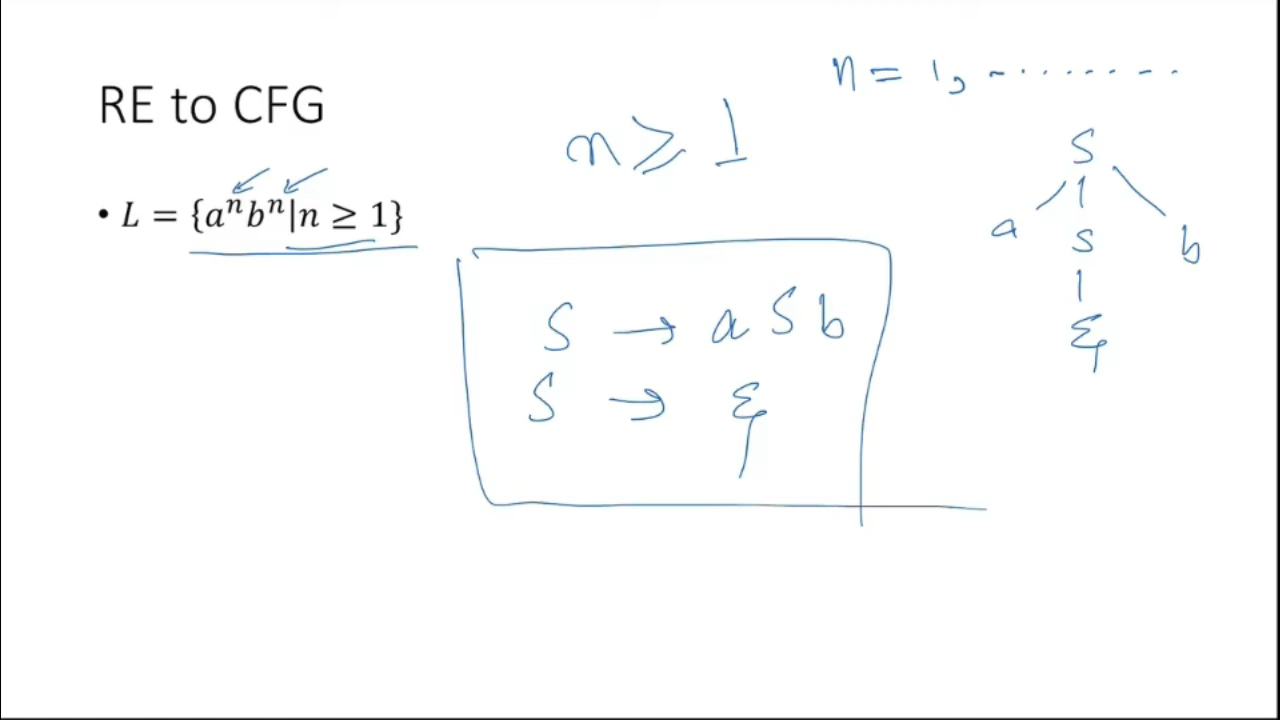 RE to CFG
• L = {aⁿbⁿ|n ≥ 1}
n ≥ 1
S → a S b
S → ε
n = 1, - . . . . . . - - .
S
a S b
ε